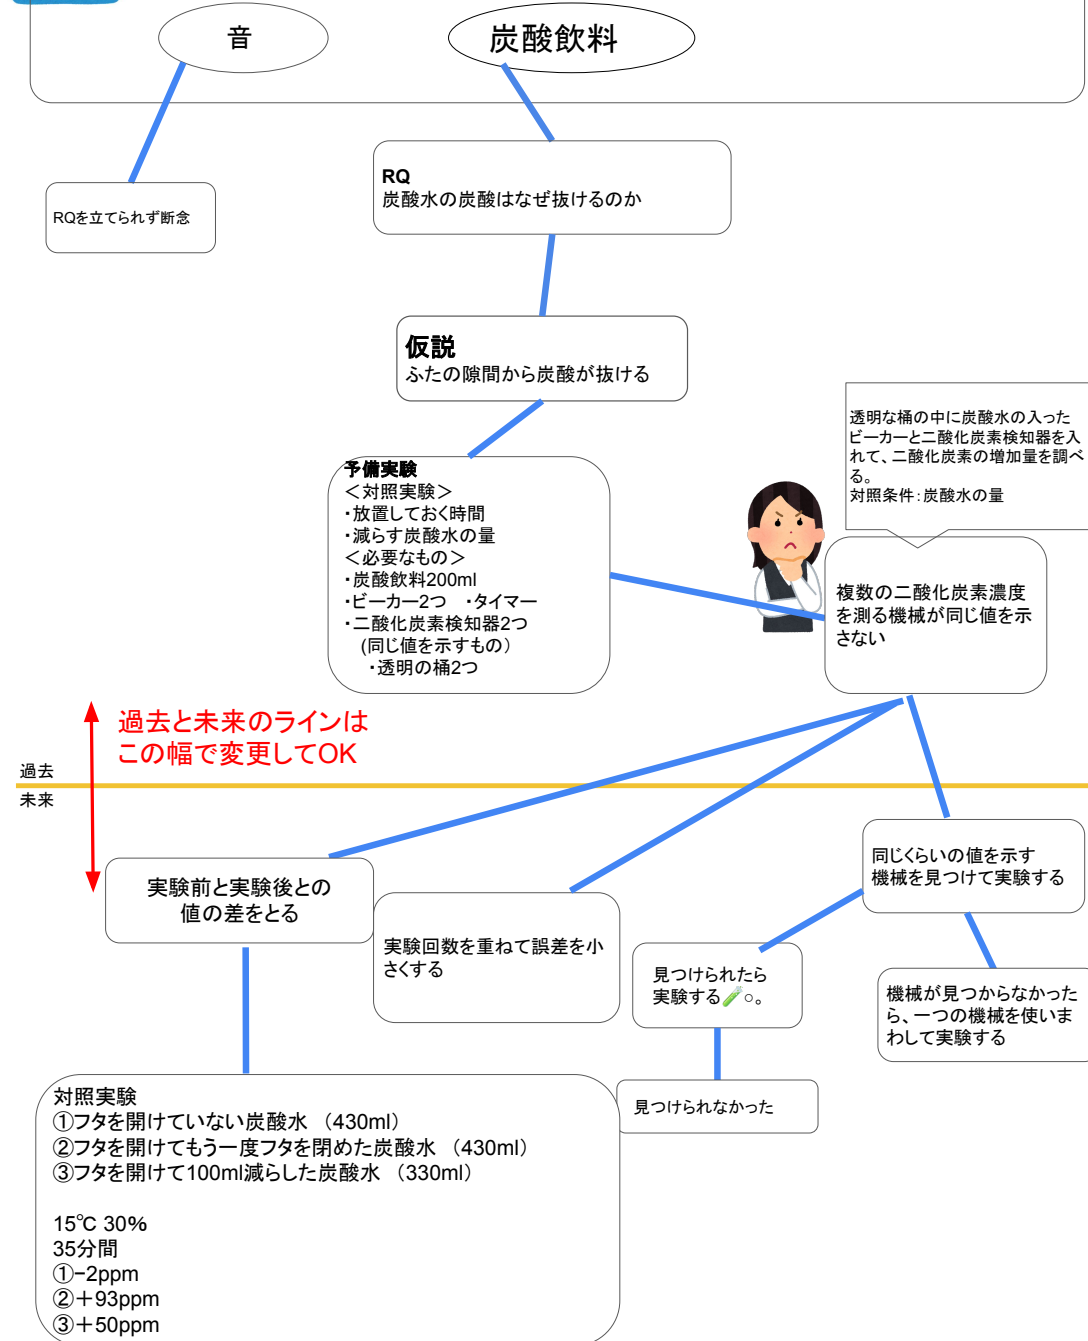 音
炭酸飲料
RQ
炭酸水の炭酸はなぜ抜けるのか
RQを立てられず断念
仮説
ふたの隙間から炭酸が抜ける
透明な桶の中に炭酸水の入った
ビーカーと二酸化炭素検知器を入
れて、二酸化炭素の増加量を調べ
る。
対照条件：炭酸水の量
予備実験
＜対照実験＞
・放置しておく時間
・減らす炭酸水の量
＜必要なもの＞
・炭酸飲料200ml
・ビーカー2つ　・タイマー
・二酸化炭素検知器2つ
(同じ値を示すもの）
・透明の桶2つ
複数の二酸化炭素濃度
を測る機械が同じ値を示
さない
過去と未来のラインは
この幅で変更してOK
過去
未来
実験前と実験後との
値の差をとる
実験回数を重ねて誤差を小
さくする
同じくらいの値を示す
機械を見つけて実験する
見つけられたら
実験する🧪○。
機械が見つからなかった
ら、一つの機械を使いま
わして実験する
見つけられなかった
対照実験
①フタを開けていない炭酸水　（430ml）
②フタを開けてもう一度フタを閉めた炭酸水　（430ml）
③フタを開けて100ml減らした炭酸水　（330ml）
15℃ 30%
35分間
①−2ppm
②＋93ppm
③＋50ppm